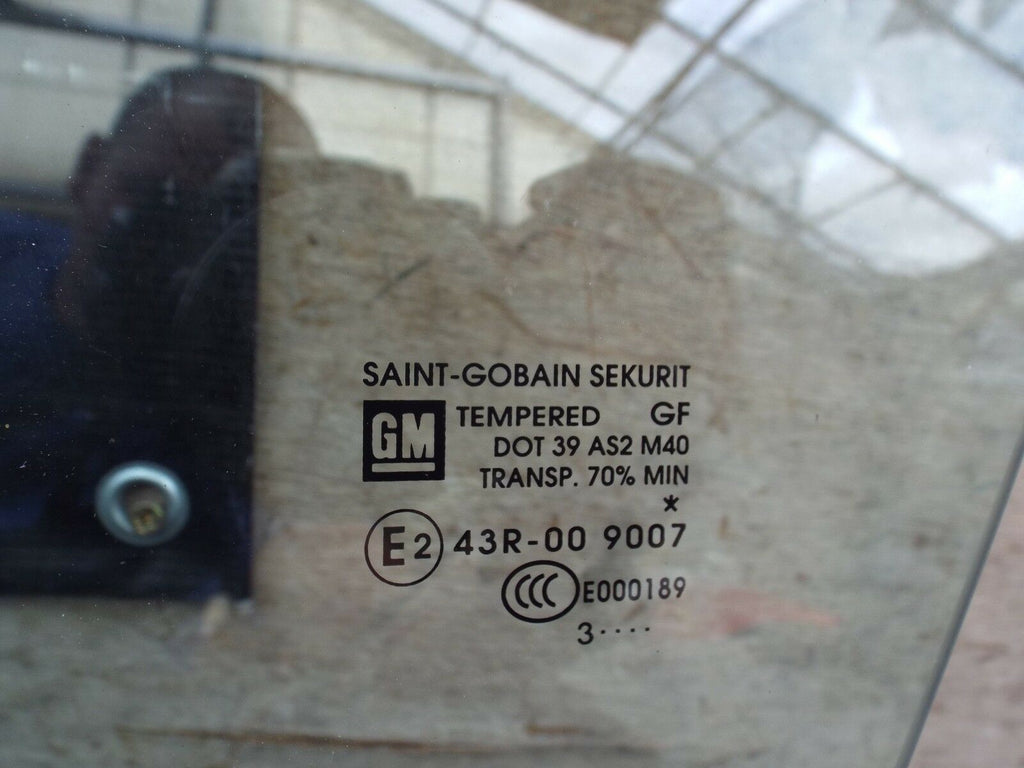 SAINT-GOBAIN SEKURIT
GM TEMPERED GF
DOT 39 AS2 M40
TRANSP. 70% MIN
*
E2 43R-00 9007
CCC E000189
3····